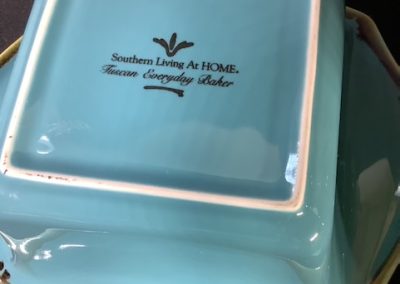 Southern Living At HOME.
Tuscan Everyday Baker